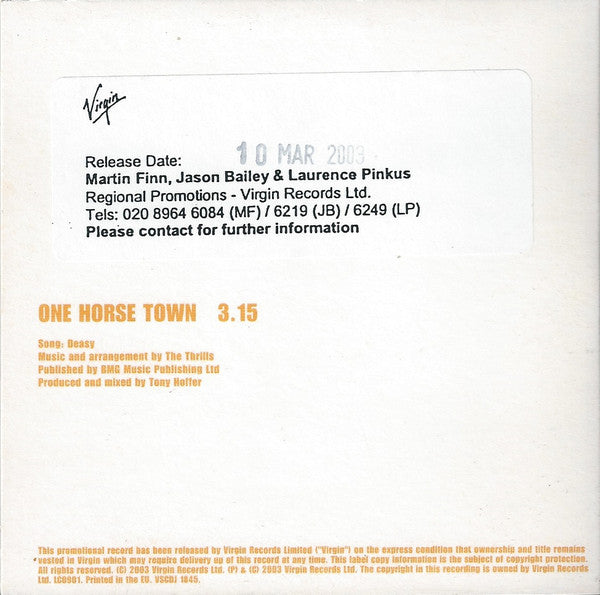 Virgin
Release Date: 10 MAR 2003
Martin Finn, Jason Bailey & Laurence Pinkus
Regional Promotions - Virgin Records Ltd.
Tels: 020 8964 6084 (MF) / 6219 (JB) / 6249 (LP)
Please contact for further information
ONE HORSE TOWN 3.15
Song: Deasy
Music and arrangement by The Thrills
Published by BMG Music Publishing Ltd
Produced and mixed by Tony Hoffer
This promotional record has been released by Virgin Records Limited ("Virgin") on the express condition that ownership and title remains
vested in Virgin which may require delivery up of this record at any time. This label copy information is the subject of copyright protection.
All rights reserved. (C) 2003 Virgin Records Ltd. (P) & (C) 2003 Virgin Records Ltd. The copyright in this recording is owned by Virgin Records
Ltd. LC0901. Printed in the EU. VSCDJ 1845.